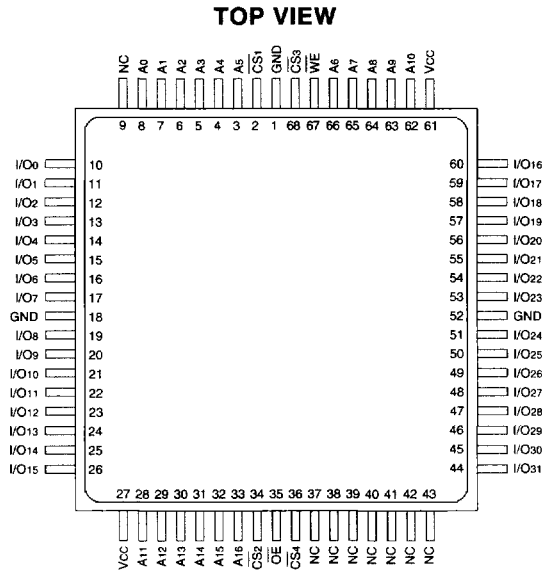 TOP VIEW
NC A0 A1 A2 A3 A4 A5 C̅S̅1 GND C̅S̅3 W̅E̅ A6 A7 A8 A9 A10 VCC
9 8 7 6 5 4 3 2 1 68 67 66 65 64 63 62 61
I/O0 10 60 I/O16
I/O1 11 59 I/O17
I/O2 12 58 I/O18
I/O3 13 57 I/O19
I/O4 14 56 I/O20
I/O5 15 55 I/O21
I/O6 16 54 I/O22
I/O7 17 53 I/O23
GND 18 52 GND
I/O8 19 51 I/O24
I/O9 20 50 I/O25
I/O10 21 49 I/O26
I/O11 22 48 I/O27
I/O12 23 47 I/O28
I/O13 24 46 I/O29
I/O14 25 45 I/O30
I/O15 26 44 I/O31
27 28 29 30 31 32 33 34 35 36 37 38 39 40 41 42 43
VCC A11 A12 A13 A14 A15 A16 C̅S̅2 O̅E̅ C̅S̅4 NC NC NC NC NC NC NC